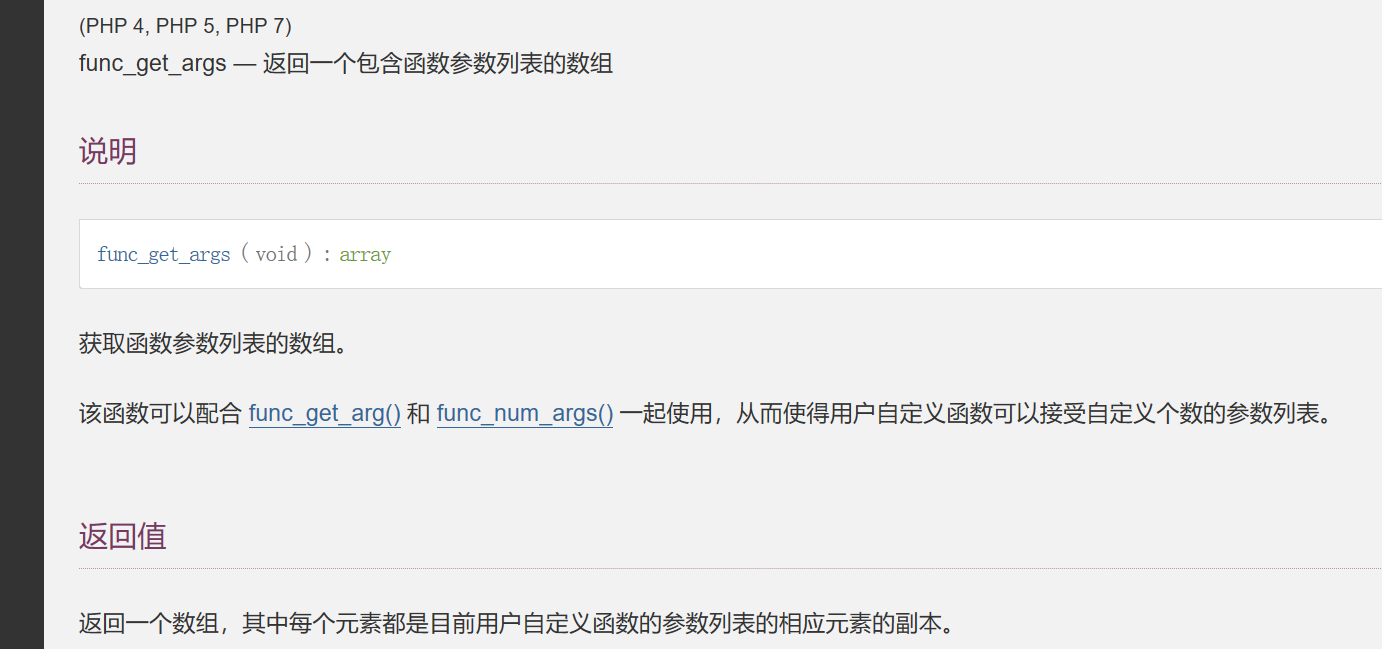 (PHP 4, PHP 5, PHP 7)
func_get_args — 返回一个包含函数参数列表的数组
说明
func_get_args ( void ) : array
获取函数参数列表的数组。
该函数可以配合 func_get_arg() 和 func_num_args() 一起使用，从而使得用户自定义函数可以接受自定义个数的参数列表。
返回值
返回一个数组，其中每个元素都是目前用户自定义函数的参数列表的相应元素的副本。